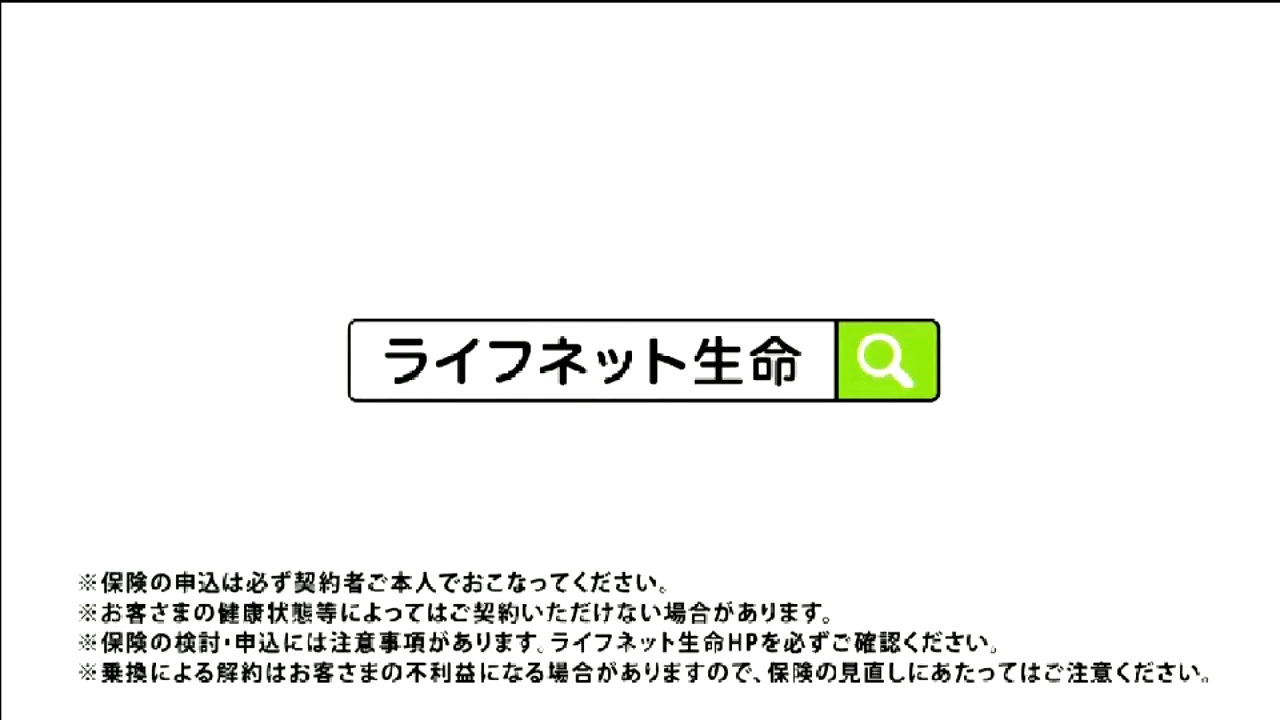 ライフネット生命
※保険の申込は必ず契約者ご本人でおこなってください。
※お客さまの健康状態等によってはご契約いただけない場合があります。
※保険の検討・申込には注意事項があります。ライフネット生命HPを必ずご確認ください。
※乗換による解約はお客さまの不利益になる場合がありますので、保険の見直しにあたってはご注意ください。